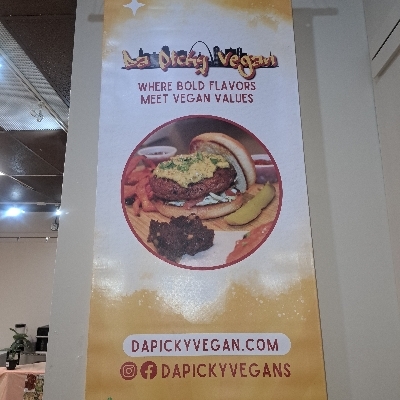 Da Picky Vegan
WHERE BOLD FLAVORS
MEET VEGAN VALUES
DAPICKYVEGAN.COM
DAPICKYVEGANS